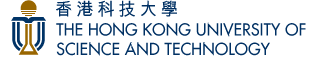 香港科技大學
THE HONG KONG UNIVERSITY OF
SCIENCE AND TECHNOLOGY